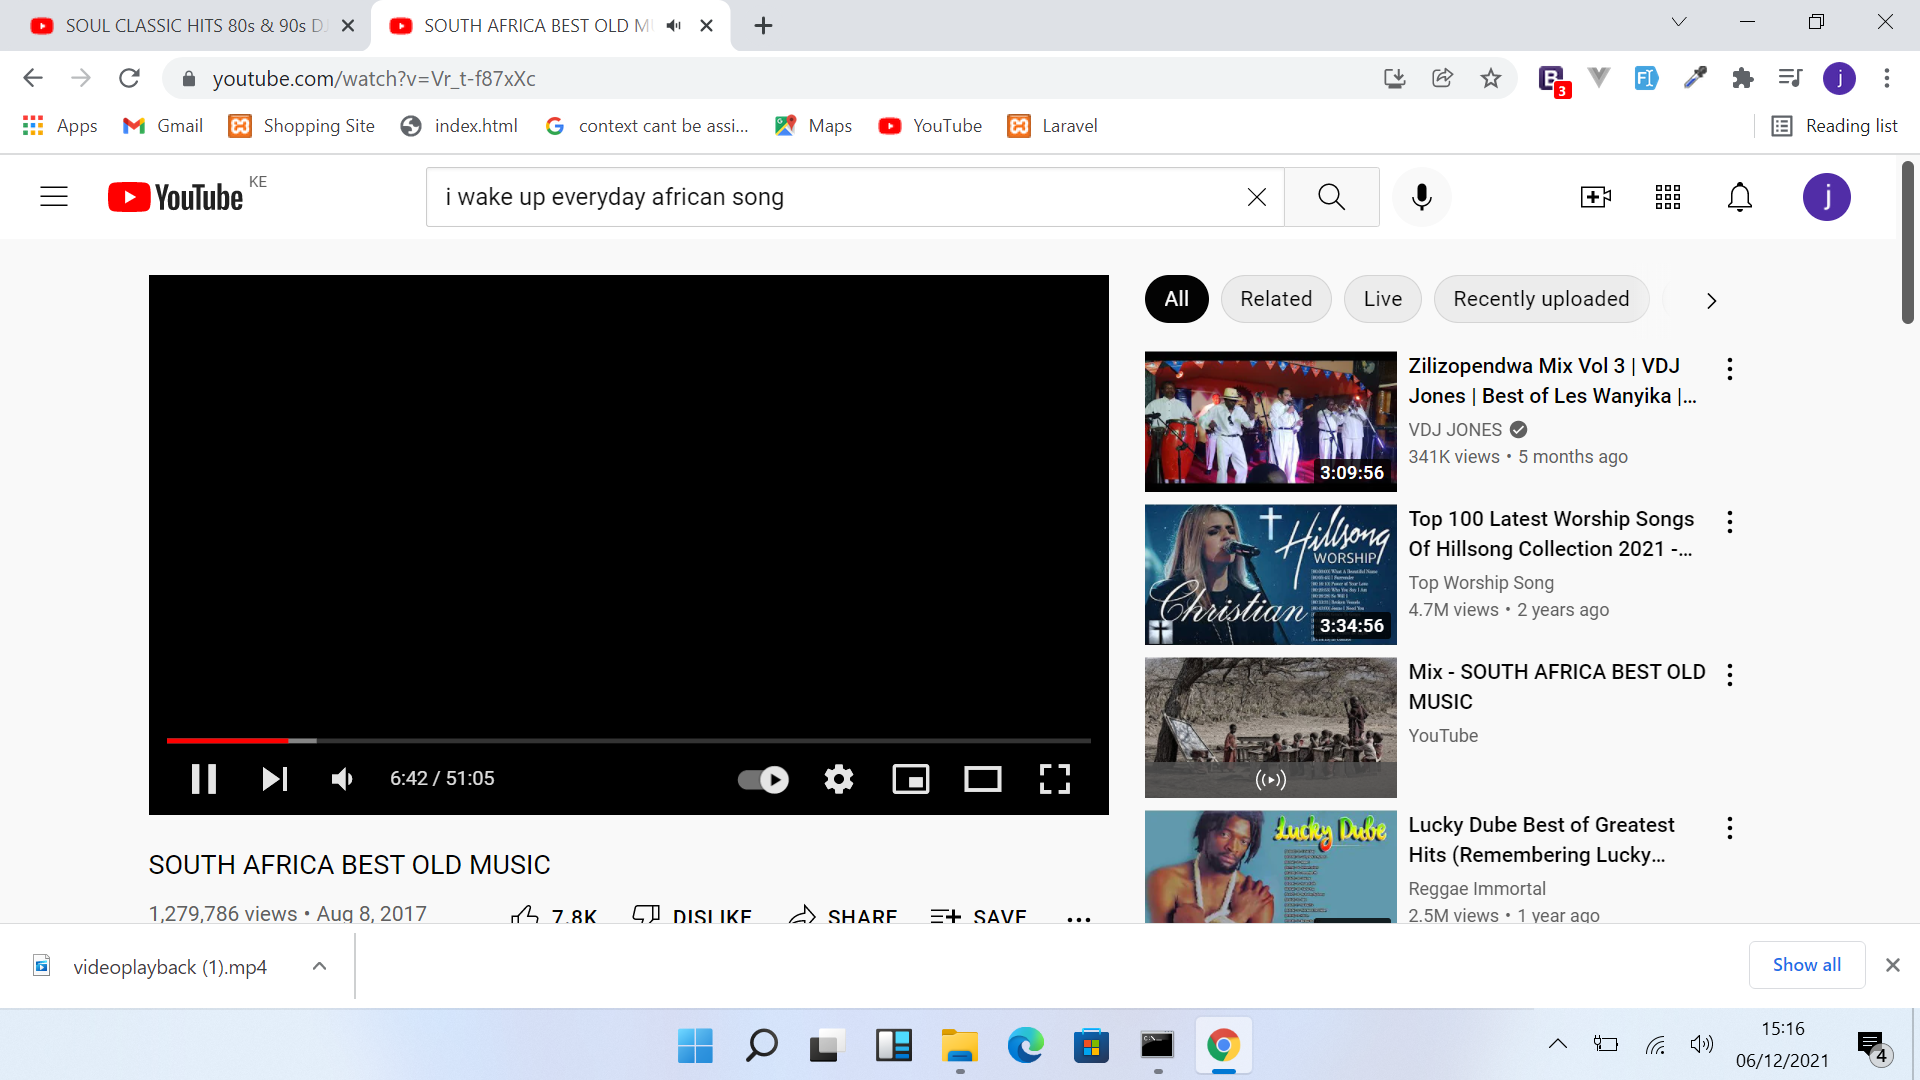 SOUL CLASSIC HITS 80s & 90s DJ
SOUTH AFRICA BEST OLD M
youtube.com/watch?v=Vr_t-f87xXc
3
j
Apps
Gmail
Shopping Site
index.html
context cant be assi...
Maps
YouTube
Laravel
Reading list
YouTube KE
i wake up everyday african song
j
All
Related
Live
Recently uploaded
Zilizopendwa Mix Vol 3 | VDJ
Jones | Best of Les Wanyika |...
VDJ JONES
341K views • 5 months ago
3:09:56
Hillsong
WORSHIP
Christian
3:34:56
Top 100 Latest Worship Songs
Of Hillsong Collection 2021 -...
Top Worship Song
4.7M views • 2 years ago
Mix - SOUTH AFRICA BEST OLD
MUSIC
YouTube
Lucky Dube
Lucky Dube Best of Greatest
Hits (Remembering Lucky...
Reggae Immortal
2.5M views • 1 year ago
6:42 / 51:05
SOUTH AFRICA BEST OLD MUSIC
1,279,786 views • Aug 8, 2017
7.8K
DISLIKE
SHARE
SAVE
videoplayback (1).mp4
Show all
15:16
06/12/2021
4